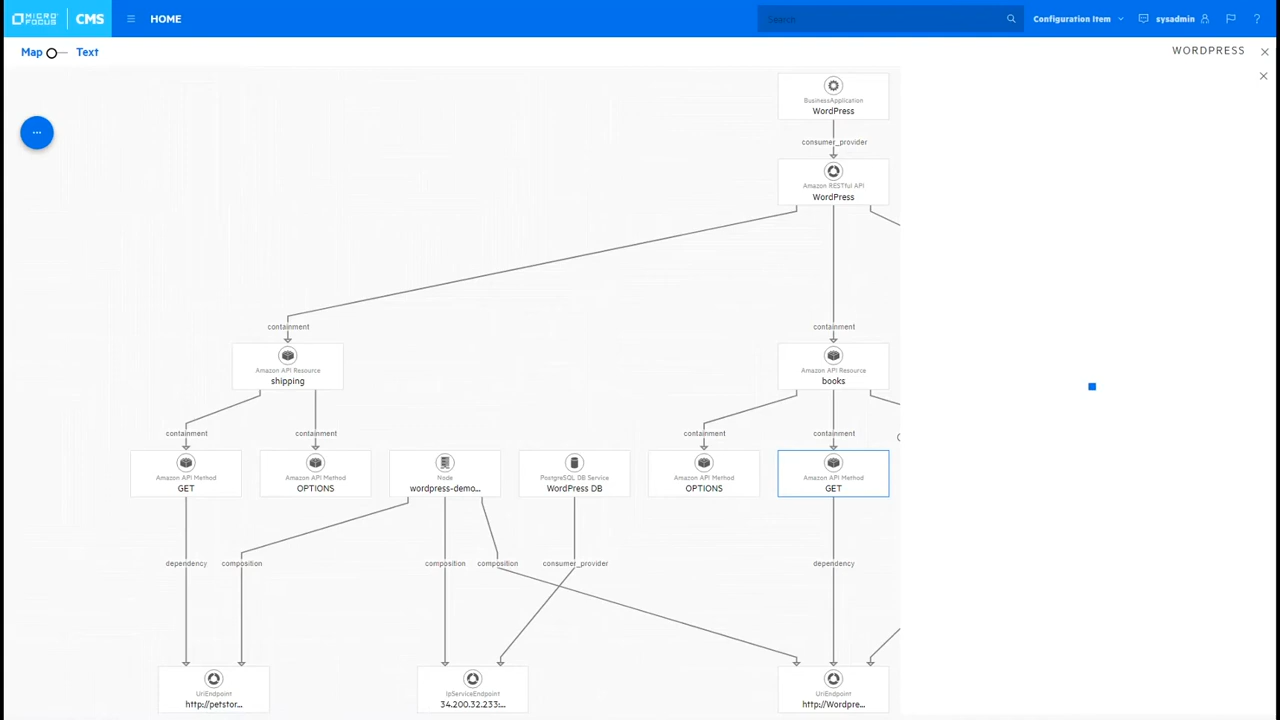 MICRO FOCUS
CMS
HOME
Search
Configuration Item
sysadmin
?
Map
Text
WORDPRESS
...
BusinessApplication
WordPress
consumer_provider
Amazon RESTful API
WordPress
containment
containment
Amazon API Resource
shipping
Amazon API Resource
books
containment
containment
containment
containment
Amazon API Method
GET
Amazon API Method
OPTIONS
Node
wordpress-demo...
PostgreSQL DB Service
WordPress DB
Amazon API Method
OPTIONS
Amazon API Method
GET
dependency
composition
composition
composition
consumer_provider
dependency
UriEndpoint
http://petstor...
IpServiceEndpoint
34.200.32.233:...
UriEndpoint
http://Wordpre...